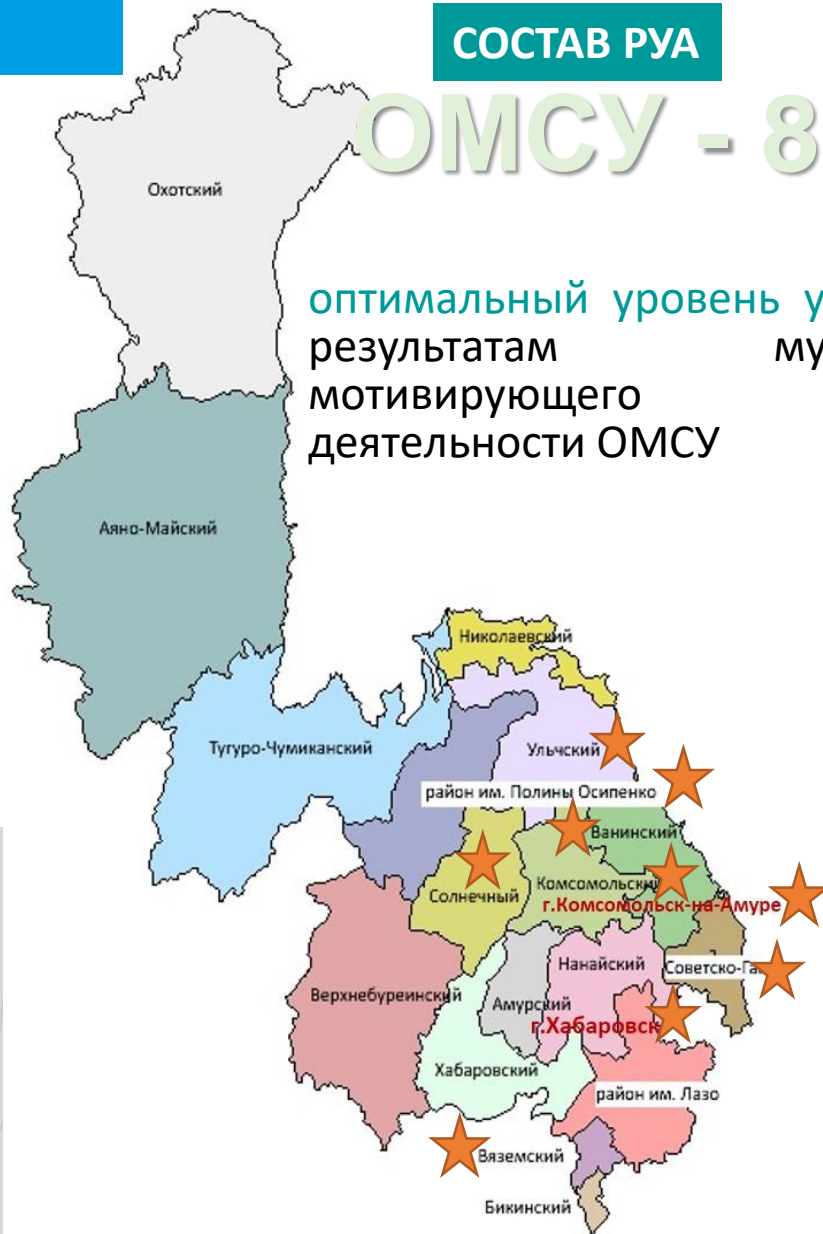 СОСТАВ РУА
ОМСУ - 8
Охотский
оптимальный уровень
результатам
мотивирующего
деятельности ОМСУ
Аяно-Майский
Николаевский
Тугуро-Чумиканский
Ульчский
район им. Полины Осипенко
Ванинский
Солнечный
Комсомольский
г.Комсомольск-на-Амуре
Нанайский
Советско-Га
Верхнебуреинский
Амурский
г.Хабаровск
Хабаровский
район им. Лазо
Вяземский
Бикинский